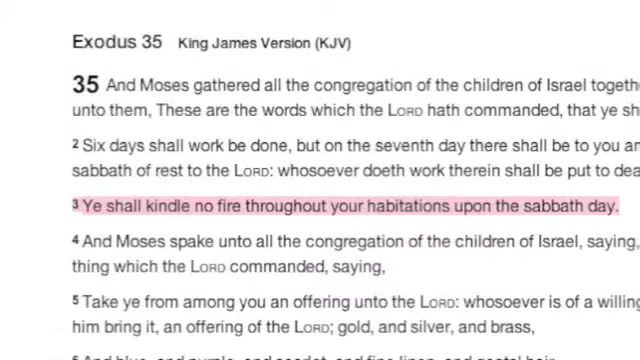 Exodus 35 King James Version (KJV)
35 And Moses gathered all the congregation of the children of Israel
unto them, These are the words which the LORD hath commanded, that ye
2 Six days shall work be done, but on the seventh day there shall be to you
sabbath of rest to the LORD: whosoever doeth work therein shall be put to
3 Ye shall kindle no fire throughout your habitations upon the sabbath day.
4 And Moses spake unto all the congregation of the children of Israel, saying,
thing which the LORD commanded, saying,
5 Take ye from among you an offering unto the LORD: whosoever is of a willing
him bring it, an offering of the LORD; gold, and silver, and brass,